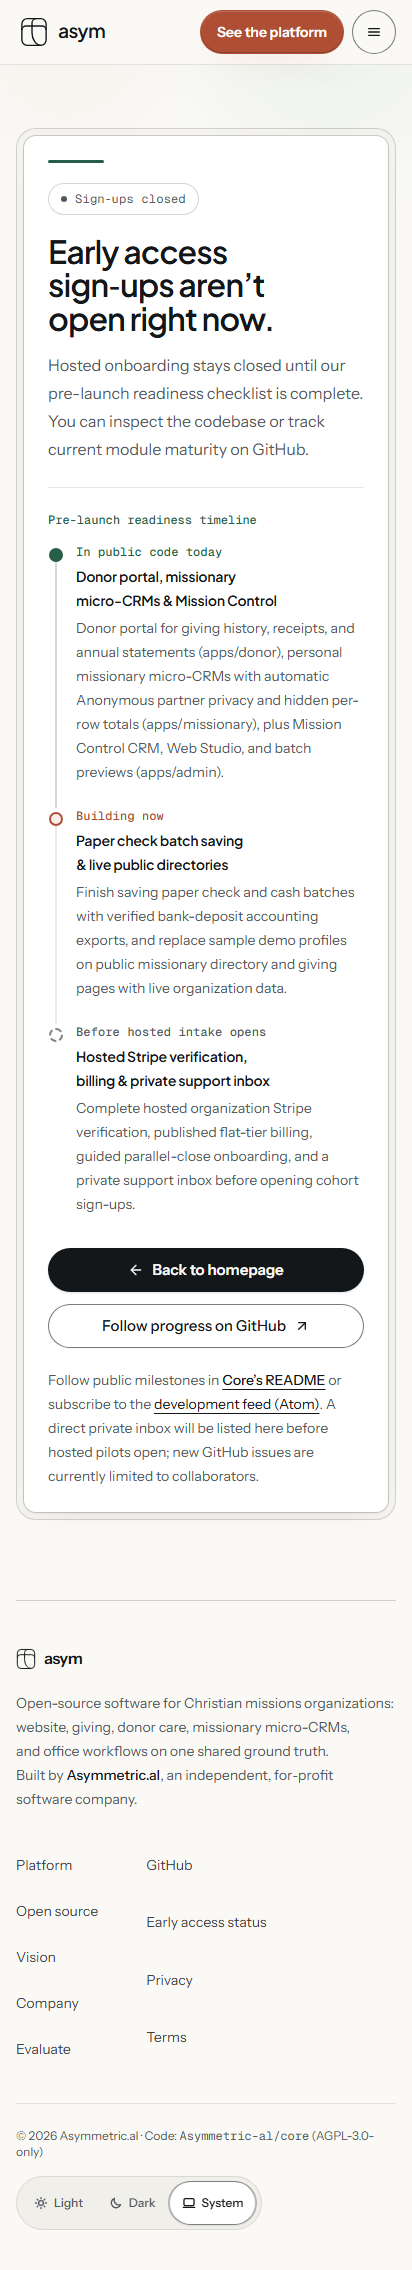 asym
See the platform
Sign-ups closed
Early access
sign-ups aren’t
open right now.
Hosted onboarding stays closed until our
pre-launch readiness checklist is complete.
You can inspect the codebase or track
current module maturity on GitHub.
Pre-launch readiness timeline
In public code today
Donor portal, missionary
micro-CRMs & Mission Control
Donor portal for giving history, receipts, and
annual statements (apps/donor), personal
missionary micro-CRMs with automatic
Anonymous partner privacy and hidden per-
row totals (apps/missionary), plus Mission
Control CRM, Web Studio, and batch
previews (apps/admin).
Building now
Paper check batch saving
& live public directories
Finish saving paper check and cash batches
with verified bank-deposit accounting
exports, and replace sample demo profiles
on public missionary directory and giving
pages with live organization data.
Before hosted intake opens
Hosted Stripe verification,
billing & private support inbox
Complete hosted organization Stripe
verification, published flat-tier billing,
guided parallel-close onboarding, and a
private support inbox before opening cohort
sign-ups.
← Back to homepage
Follow progress on GitHub ↗
Follow public milestones in Core’s README or
subscribe to the development feed (Atom). A
direct private inbox will be listed here before
hosted pilots open; new GitHub issues are
currently limited to collaborators.
asym
Open-source software for Christian missions organizations:
website, giving, donor care, missionary micro-CRMs,
and office workflows on one shared ground truth.
Built by Asymmetric.al, an independent, for-profit
software company.
Platform
Open source
Vision
Company
Evaluate
GitHub
Early access status
Privacy
Terms
© 2026 Asymmetric.al · Code: Asymmetric-al/core (AGPL-3.0-
only)
Light
Dark
System